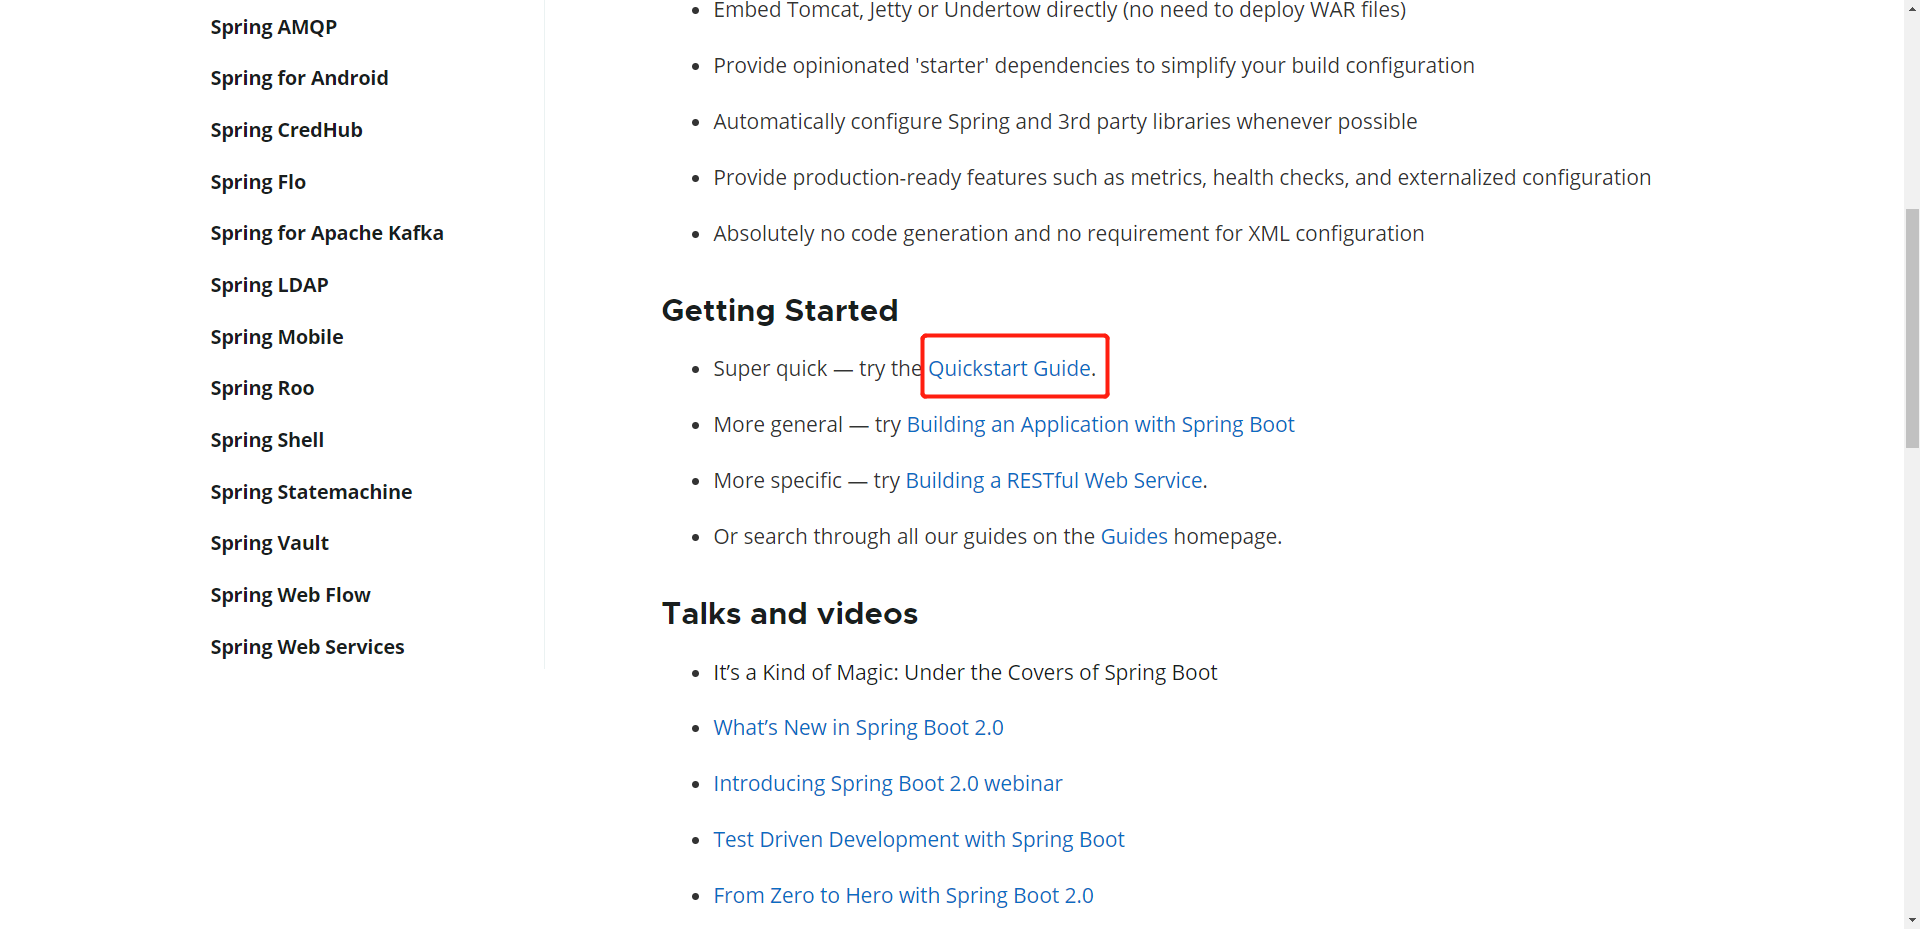 Spring AMQP
Spring for Android
Spring CredHub
Spring Flo
Spring for Apache Kafka
Spring LDAP
Spring Mobile
Spring Roo
Spring Shell
Spring Statemachine
Spring Vault
Spring Web Flow
Spring Web Services
Embed Tomcat, Jetty or Undertow directly (no need to deploy WAR files)
Provide opinionated 'starter' dependencies to simplify your build configuration
Automatically configure Spring and 3rd party libraries whenever possible
Provide production-ready features such as metrics, health checks, and externalized configuration
Absolutely no code generation and no requirement for XML configuration
Getting Started
Super quick — try the Quickstart Guide.
More general — try Building an Application with Spring Boot
More specific — try Building a RESTful Web Service.
Or search through all our guides on the Guides homepage.
Talks and videos
It’s a Kind of Magic: Under the Covers of Spring Boot
What’s New in Spring Boot 2.0
Introducing Spring Boot 2.0 webinar
Test Driven Development with Spring Boot
From Zero to Hero with Spring Boot 2.0